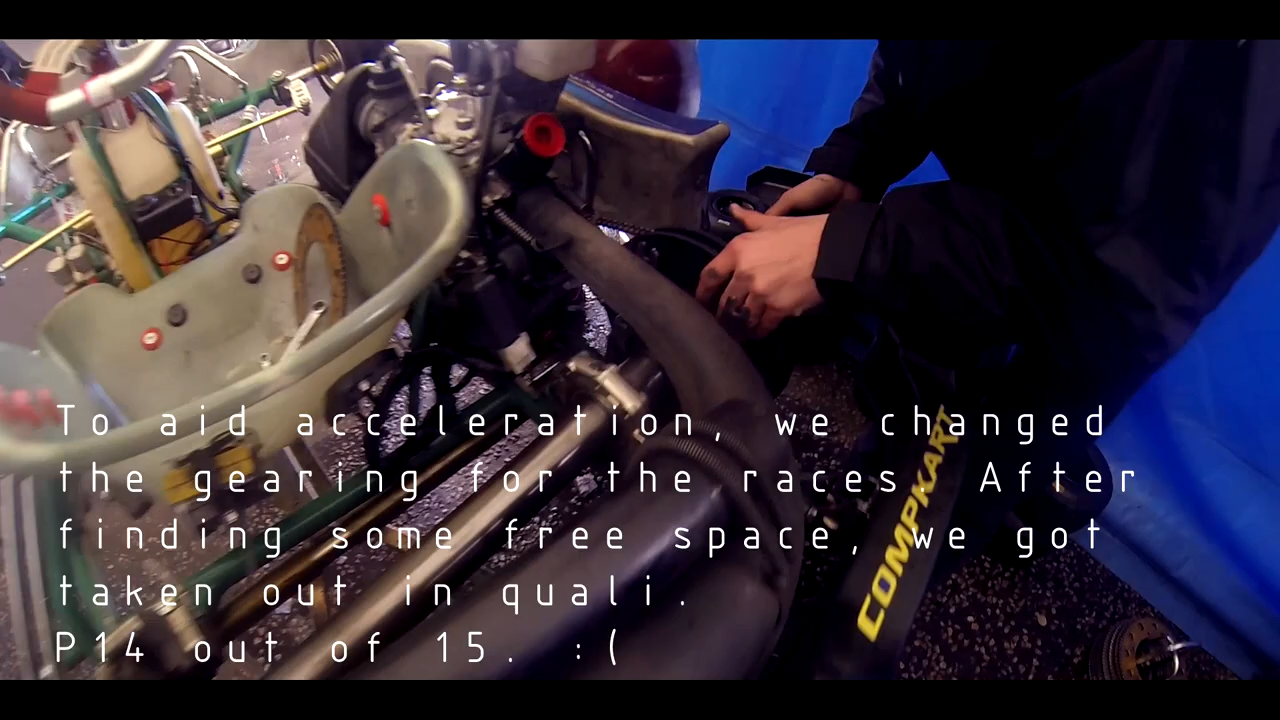 To aid acceleration, we changed
the gearing for the races. After
finding some free space, we got
taken out in quali.
P14 out of 15. :(
COMPKART